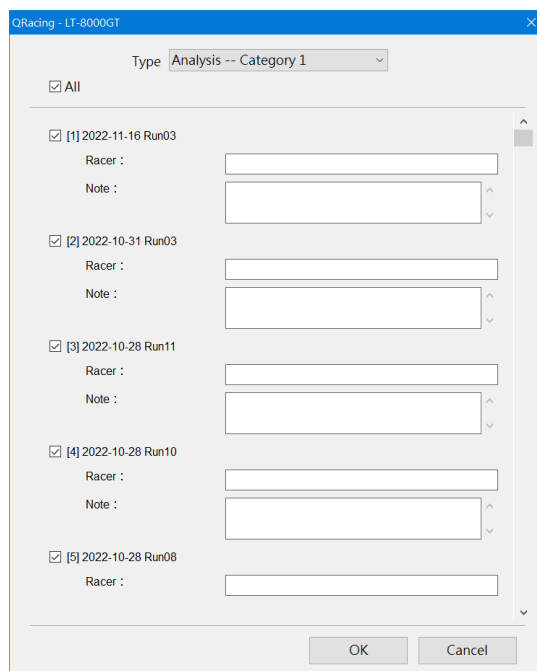 QRacing - LT-8000GT
Type Analysis -- Category 1
All
[1] 2022-11-16 Run03
Racer :
Note :
[2] 2022-10-31 Run03
Racer :
Note :
[3] 2022-10-28 Run11
Racer :
Note :
[4] 2022-10-28 Run10
Racer :
Note :
[5] 2022-10-28 Run08
Racer :
OK Cancel